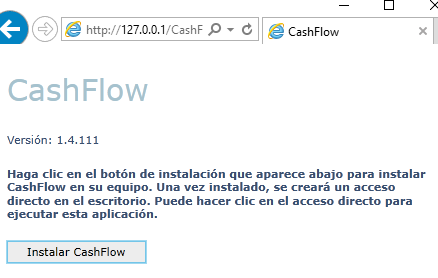 http://127.0.0.1/CashF
CashFlow
CashFlow
Versión: 1.4.111
Haga clic en el botón de instalación que aparece abajo para instalar
CashFlow en su equipo. Una vez instalado, se creará un acceso
directo en el escritorio. Puede hacer clic en el acceso directo para
ejecutar esta aplicación.
Instalar CashFlow